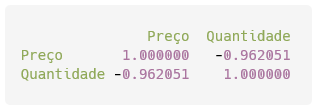 Preço Quantidade
Preço 1.000000 -0.962051
Quantidade -0.962051 1.000000